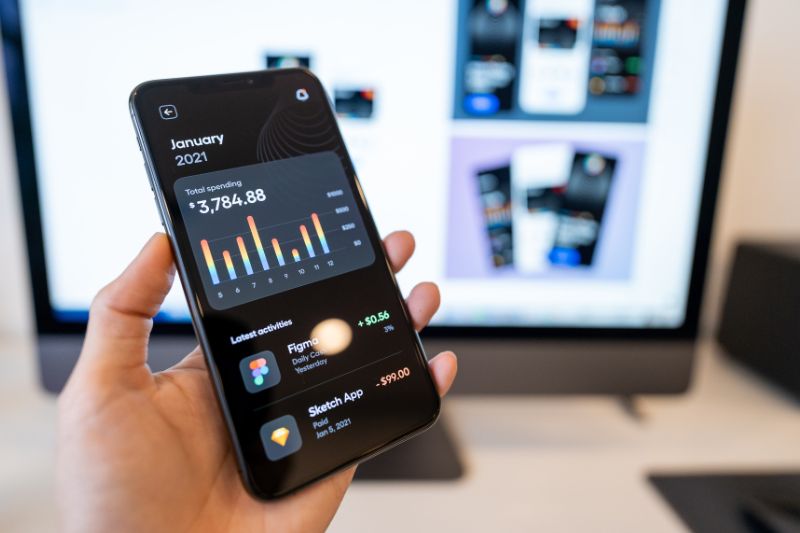 January
2021
Total spending
$3,784.88
$1000
$500
$250
$0
5 6 7 8 9 10 11 12
Latest activities
Figma
+ $0.56
Daily
3%
Yesterday
Sketch App
- $99.00
Paid
Jan 5, 2021